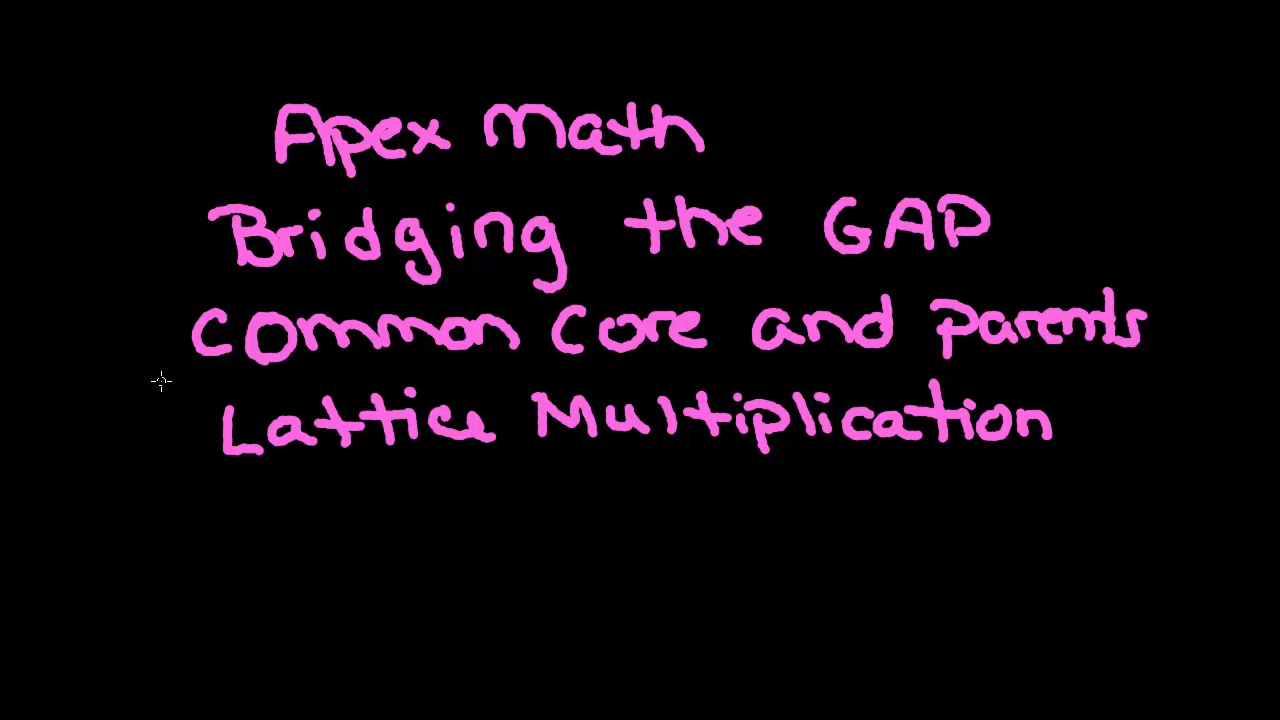 Apex Math
Bridging the GAP
Common Core and parents
Lattice Multiplication